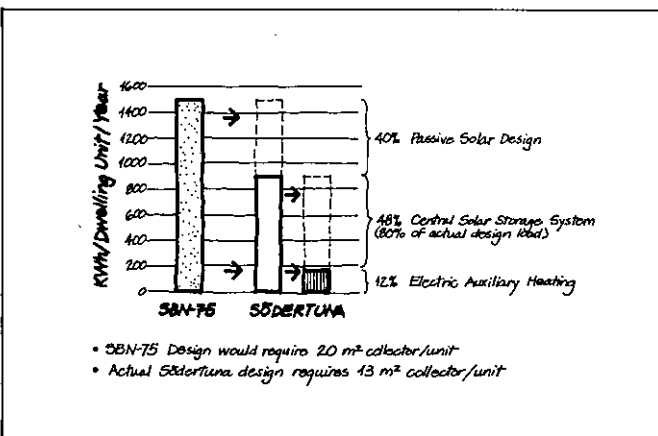 KWh/Dwelling Unit/Year
1600
1400
1200
1000
800
600
400
200
0
SBN-75
SÖDERTUNA
40% Passive Solar Design
48% Central Solar Storage System
(80% of actual design load)
12% Electric Auxiliary Heating
• SBN-75 Design would require 20 m² collector/unit
• Actual Södertuna design requires 13 m² collector/unit